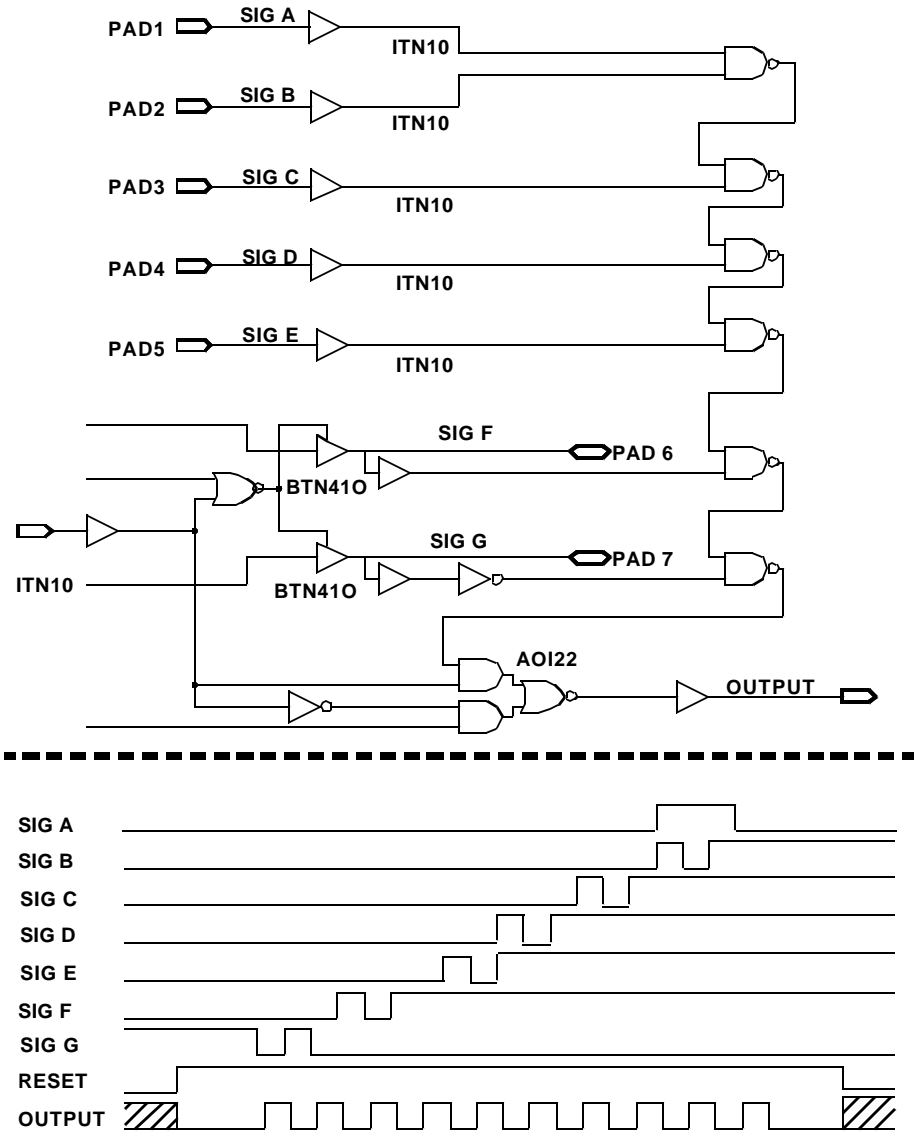 SIG A
PAD1
ITN10
SIG B
PAD2
ITN10
SIG C
PAD3
ITN10
SIG D
PAD4
ITN10
SIG E
PAD5
ITN10
SIG F
PAD 6
BTN41O
SIG G
PAD 7
ITN10
BTN41O
AOI22
OUTPUT
SIG A
SIG B
SIG C
SIG D
SIG E
SIG F
SIG G
RESET
OUTPUT